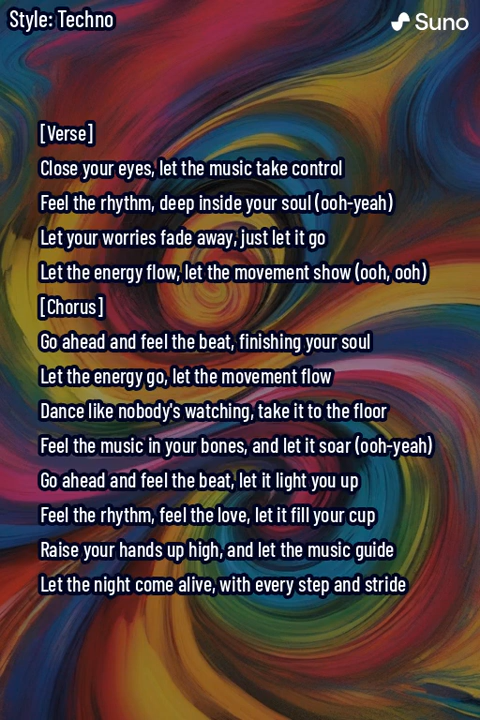 Style: Techno
Suno
[Verse]
Close your eyes, let the music take control
Feel the rhythm, deep inside your soul (ooh-yeah)
Let your worries fade away, just let it go
Let the energy flow, let the movement show (ooh, ooh)
[Chorus]
Go ahead and feel the beat, finishing your soul
Let the energy go, let the movement flow
Dance like nobody's watching, take it to the floor
Feel the music in your bones, and let it soar (ooh-yeah)
Go ahead and feel the beat, let it light you up
Feel the rhythm, feel the love, let it fill your cup
Raise your hands up high, and let the music guide
Let the night come alive, with every step and stride